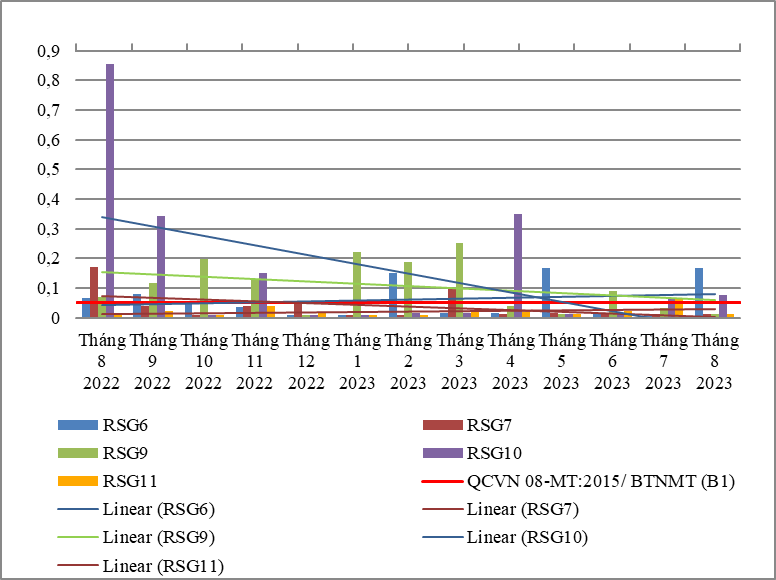 0,9
0,8
0,7
0,6
0,5
0,4
0,3
0,2
0,1
0
Tháng Tháng Tháng Tháng Tháng Tháng Tháng Tháng Tháng Tháng Tháng Tháng Tháng
8 9 10 11 12 1 2 3 4 5 6 7 8
2022 2022 2022 2022 2022 2023 2023 2023 2023 2023 2023 2023 2023
RSG6 RSG7
RSG9 RSG10
RSG11 QCVN 08-MT:2015/ BTNMT (B1)
Linear (RSG6) Linear (RSG7)
Linear (RSG9) Linear (RSG10)
Linear (RSG11)